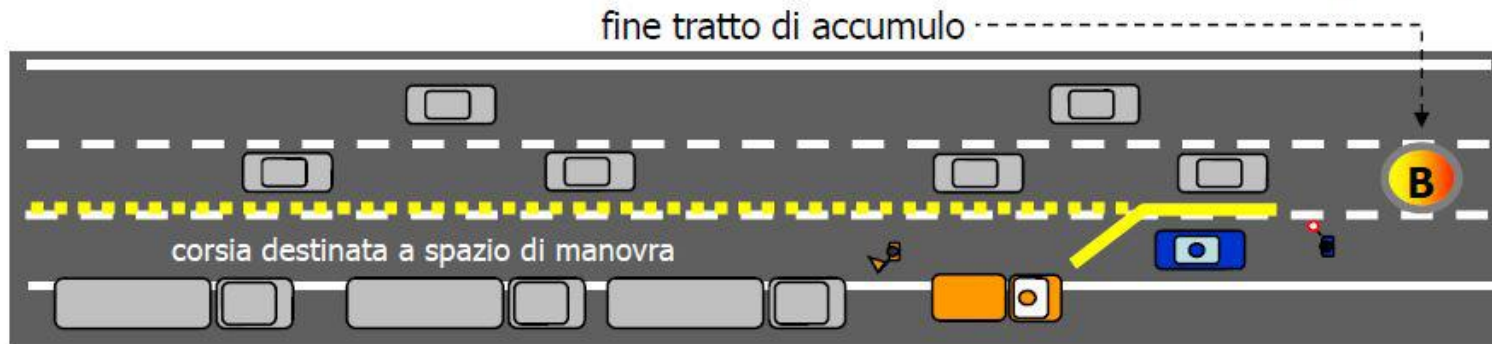 fine tratto di accumulo
B
corsia destinata a spazio di manovra